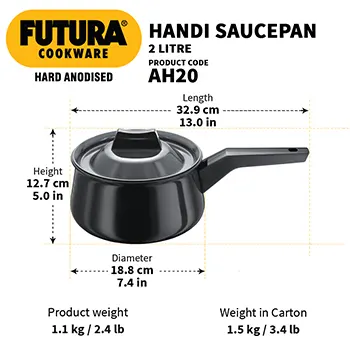 FUTURA®
COOKWARE
HARD ANODISED
HANDI SAUCEPAN
2 LITRE
PRODUCT CODE
AH20
Length
32.9 cm
13.0 in
Height
12.7 cm
5.0 in
Diameter
18.8 cm
7.4 in
Product weight
1.1 kg / 2.4 lb
Weight in Carton
1.5 kg / 3.4 lb